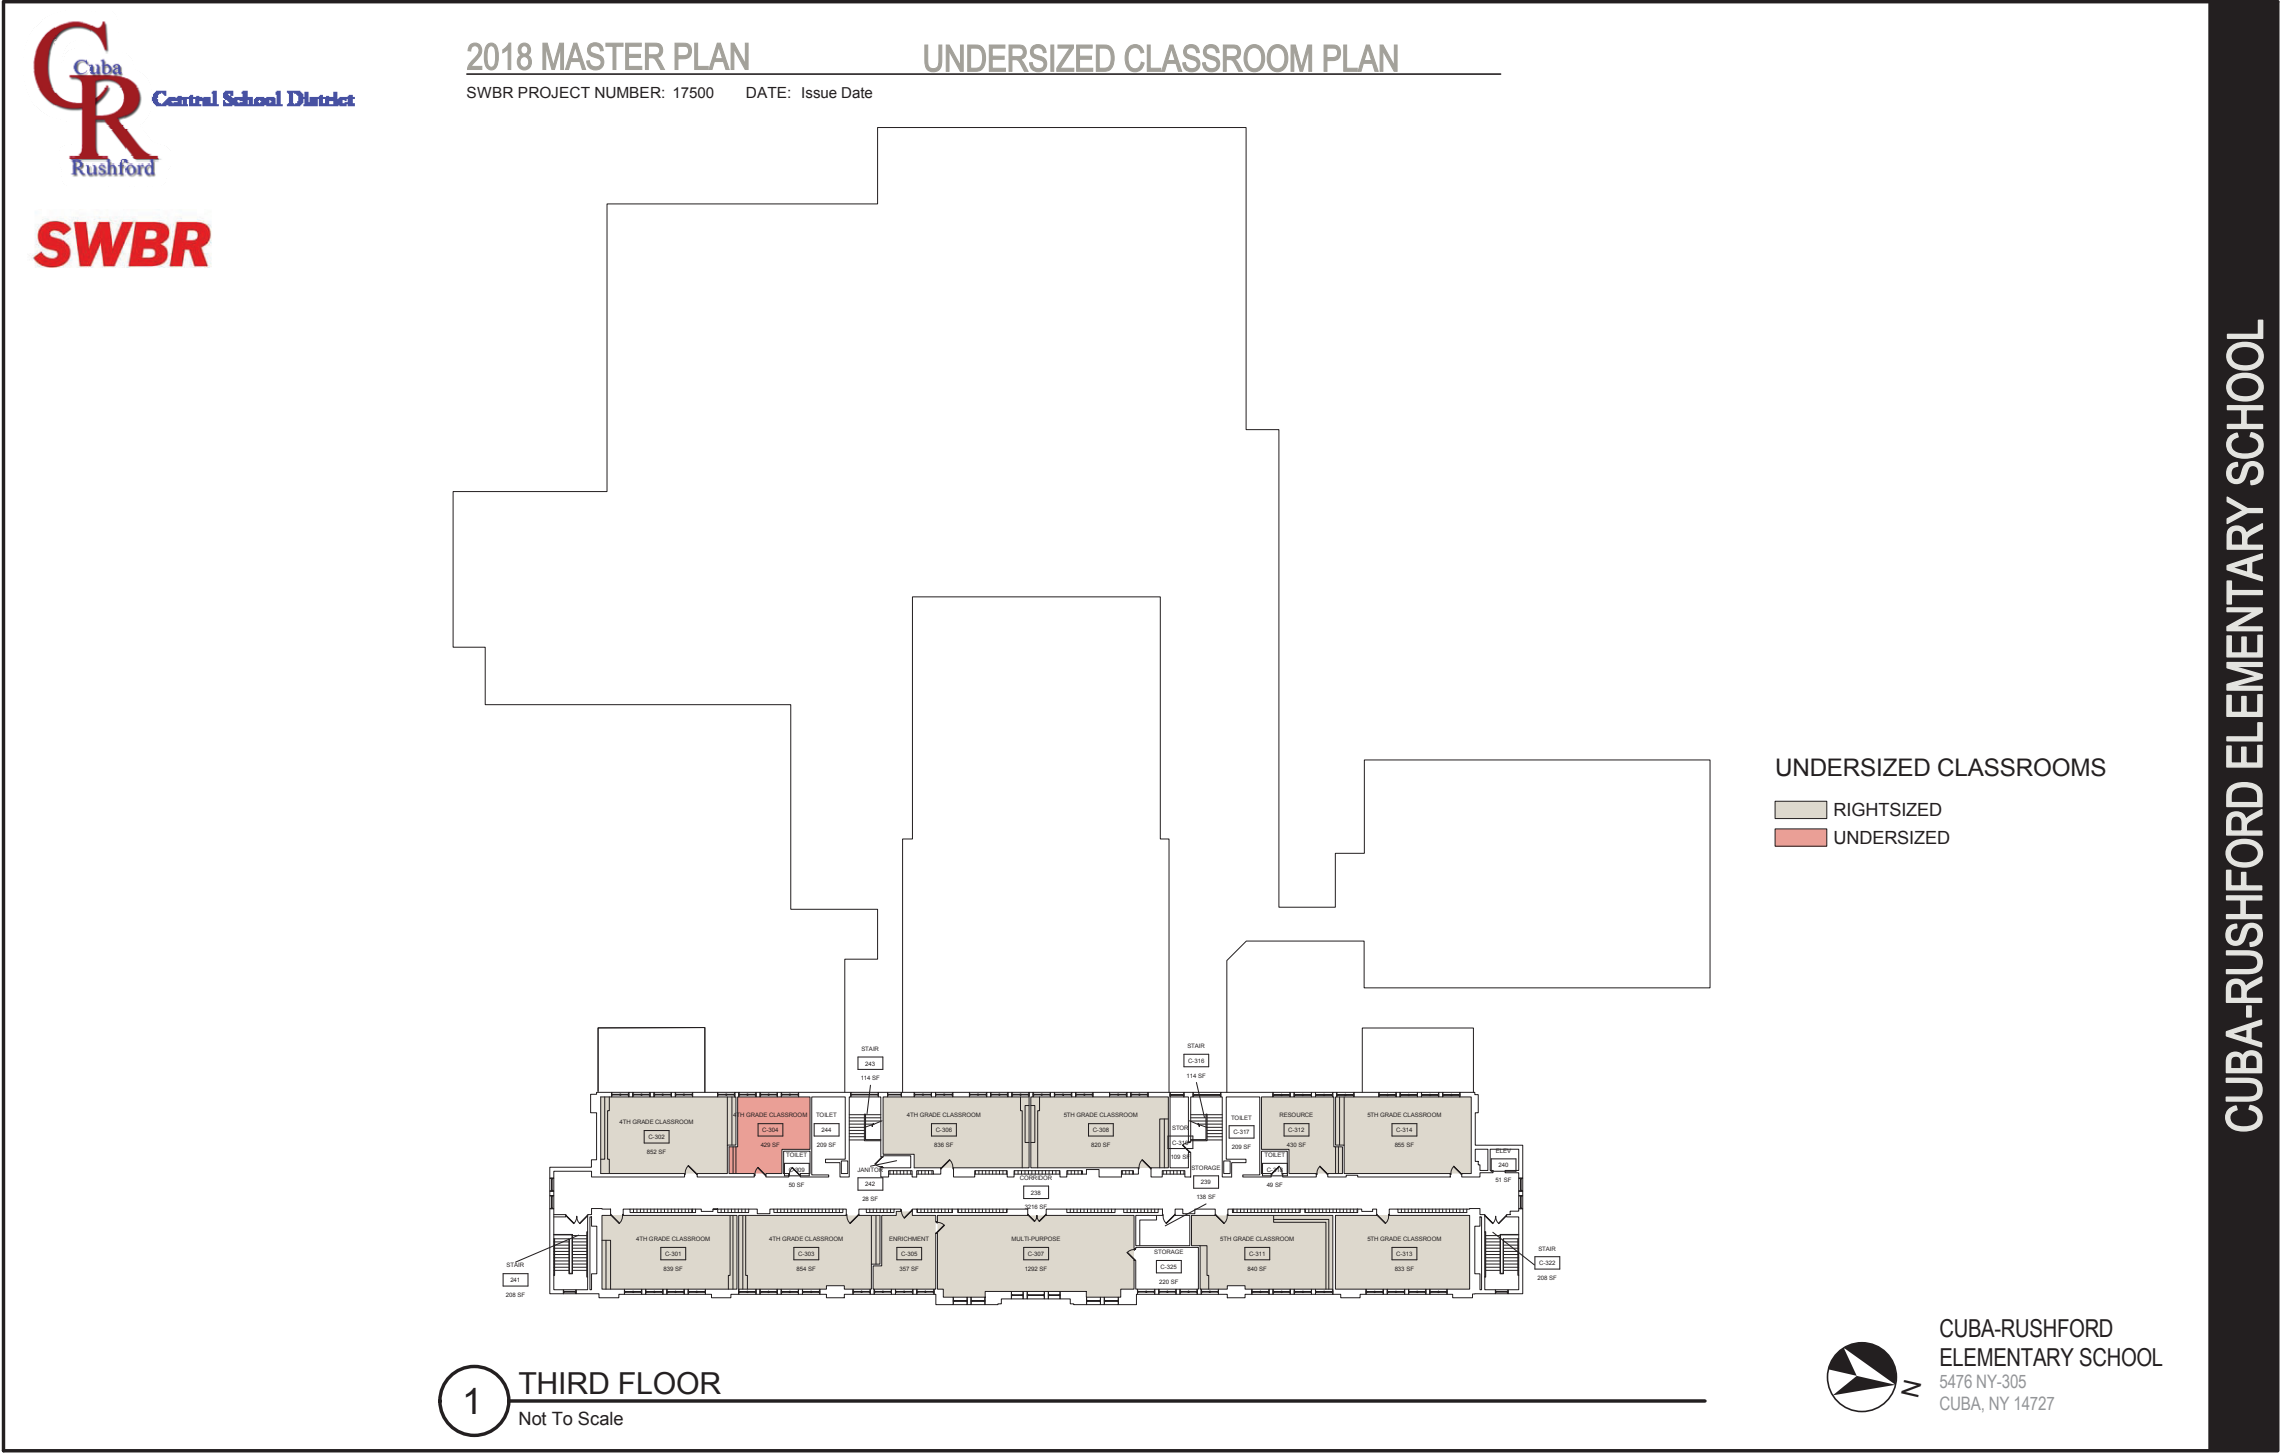 Cuba
Central School District
Rushford
SWBR
2018 MASTER PLAN UNDERSIZED CLASSROOM PLAN
SWBR PROJECT NUMBER: 17500 DATE: Issue Date
UNDERSIZED CLASSROOMS
RIGHTSIZED
UNDERSIZED
STAIR
243
114 SF
STAIR
C-316
114 SF
4TH GRADE CLASSROOM
C-302
852 SF
4TH GRADE CLASSROOM
C-304
429 SF
TOILET
50 SF
TOILET
244
209 SF
JANITOR
242
28 SF
4TH GRADE CLASSROOM
C-306
836 SF
CORRIDOR
238
3216 SF
5TH GRADE CLASSROOM
C-308
820 SF
STOR
109 SF
STORAGE
239
138 SF
TOILET
C-317
209 SF
RESOURCE
C-312
430 SF
TOILET
49 SF
5TH GRADE CLASSROOM
C-314
855 SF
ELEV
240
51 SF
STAIR
241
208 SF
4TH GRADE CLASSROOM
C-301
839 SF
4TH GRADE CLASSROOM
C-303
854 SF
ENRICHMENT
C-305
357 SF
MULTI-PURPOSE
C-307
1292 SF
STORAGE
C-325
220 SF
5TH GRADE CLASSROOM
C-311
840 SF
5TH GRADE CLASSROOM
C-313
833 SF
STAIR
C-322
208 SF
1
THIRD FLOOR
Not To Scale
N
CUBA-RUSHFORD
ELEMENTARY SCHOOL
5476 NY-305
CUBA, NY 14727
CUBA-RUSHFORD ELEMENTARY SCHOOL